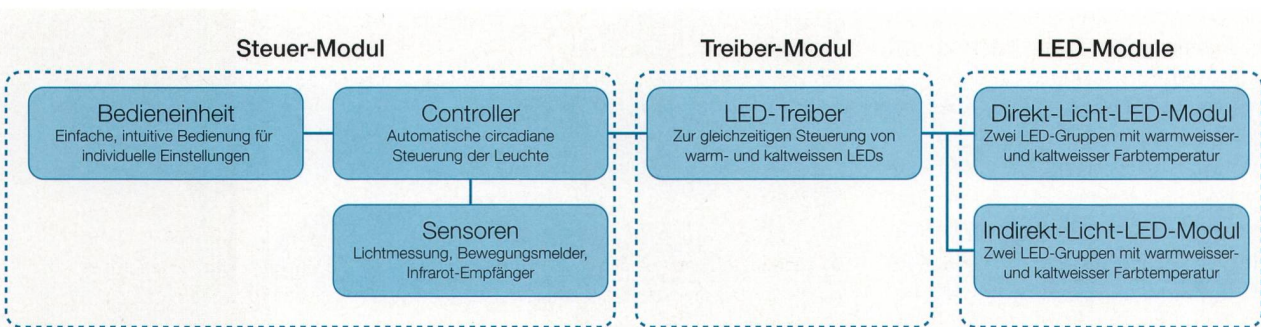 Steuer-Modul
Bedieneinheit
Einfache, intuitive Bedienung für
individuelle Einstellungen
Controller
Automatische circadiane
Steuerung der Leuchte
Sensoren
Lichtmessung, Bewegungsmelder,
Infrarot-Empfänger
Treiber-Modul
LED-Treiber
Zur gleichzeitigen Steuerung von
warm- und kaltweissen LEDs
LED-Module
Direkt-Licht-LED-Modul
Zwei LED-Gruppen mit warmweisser-
und kaltweisser Farbtemperatur
Indirekt-Licht-LED-Modul
Zwei LED-Gruppen mit warmweisser-
und kaltweisser Farbtemperatur